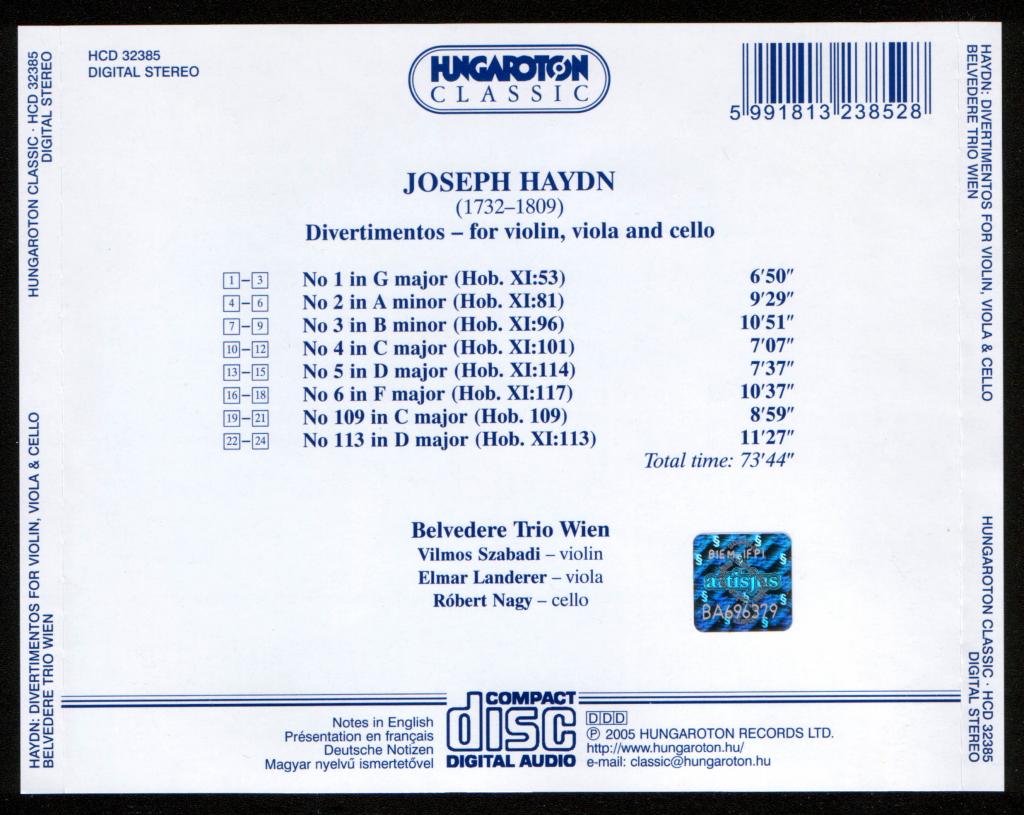 HCD 32385
DIGITAL STEREO
HUNGAROTON
CLASSIC
5 991813 238528
JOSEPH HAYDN
(1732–1809)
Divertimentos – for violin, viola and cello
1–3 No 1 in G major (Hob. XI:53) 6'50"
4–6 No 2 in A minor (Hob. XI:81) 9'29"
7–9 No 3 in B minor (Hob. XI:96) 10'51"
10–12 No 4 in C major (Hob. XI:101) 7'07"
13–15 No 5 in D major (Hob. XI:114) 7'37"
16–18 No 6 in F major (Hob. XI:117) 10'37"
19–21 No 109 in C major (Hob. 109) 8'59"
22–24 No 113 in D major (Hob. XI:113) 11'27"
Total time: 73'44"
Belvedere Trio Wien
Vilmos Szabadi – violin
Elmar Landerer – viola
Róbert Nagy – cello
BIEM IFPI
artisjus
BA696379
Notes in English
Présentation en français
Deutsche Notizen
Magyar nyelvű ismertetővel
COMPACT
disc
DIGITAL AUDIO
DDD
℗ 2005 HUNGAROTON RECORDS LTD.
http://www.hungaroton.hu/
e-mail: classic@hungaroton.hu
HUNGAROTON CLASSIC · HCD 32385
DIGITAL STEREO
HAYDN: DIVERTIMENTOS FOR VIOLIN, VIOLA & CELLO
BELVEDERE TRIO WIEN
HAYDN: DIVERTIMENTOS FOR VIOLIN, VIOLA & CELLO
BELVEDERE TRIO WIEN
HUNGAROTON CLASSIC · HCD 32385
DIGITAL STEREO